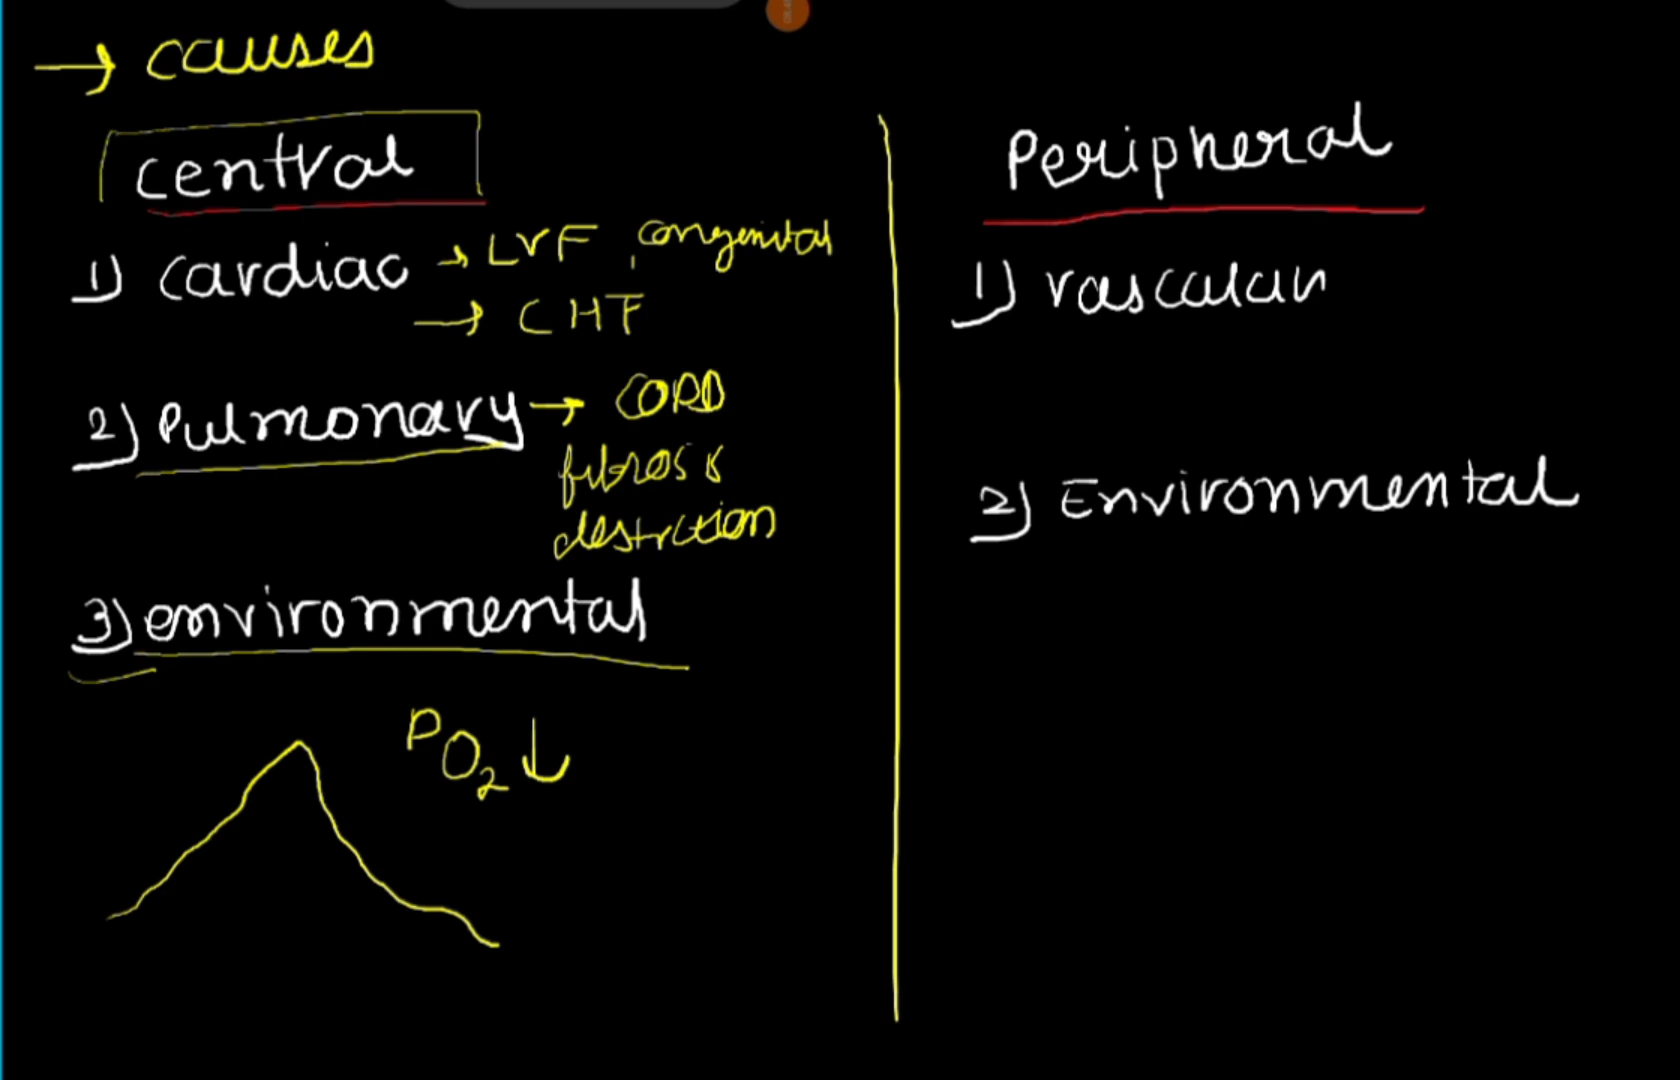 → causes
central
1) cardiac → LVF, congenital
→ CHF
2) Pulmonary → COPD
fibrosis
destrction
3) environmental
PO2 ↓
Peripheral
1) vascular
2) Environmental